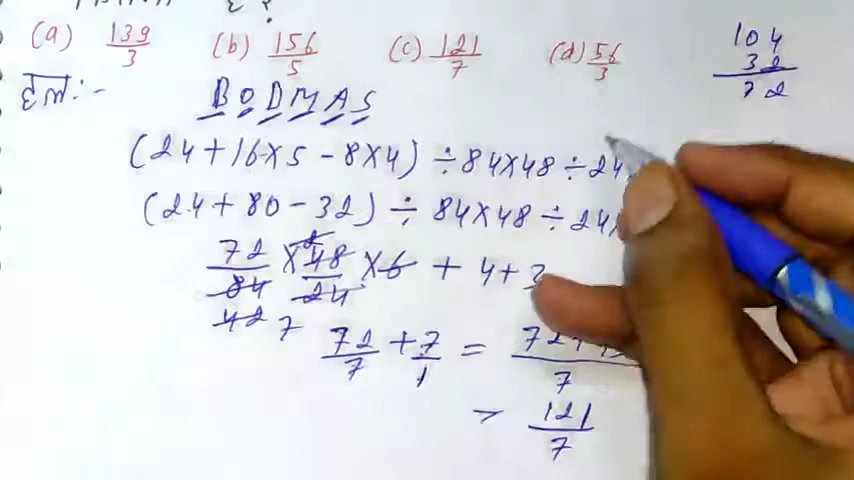 (a) 139/3 (b) 156/5 (c) 121/7 (d) 56/3
हल:-
BODMAS
104
32
72
(24+16×5-8×4) ÷84×48÷24
(24+80-32) ÷ 84×48÷24×
72/84 ×48/24 ×6 + 4+3
42 7 2
72/7 +7/1 = 72+
7
= 121/7